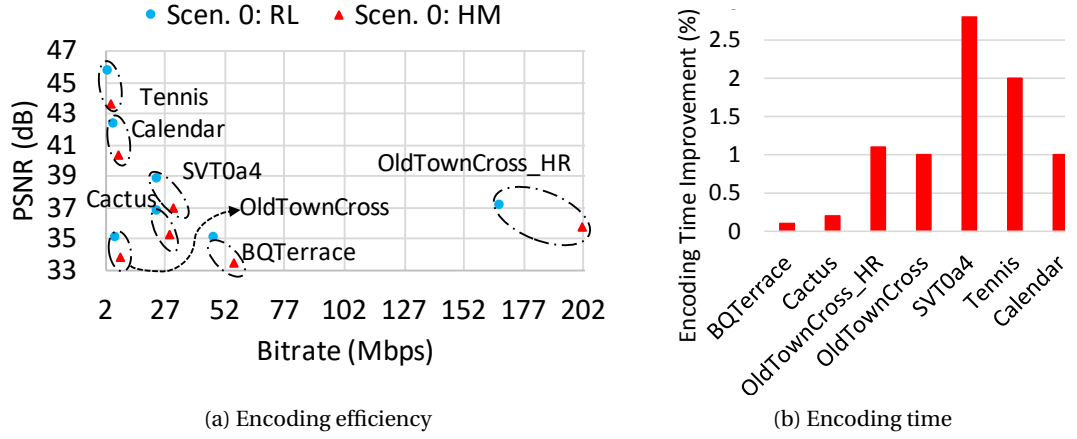 Scen. 0: RL Scen. 0: HM
PSNR (dB)
47
45
43
41
39
37
35
33
Tennis
Calendar
SVT0a4
Cactus
OldTownCross
BQTerrace
OldTownCross_HR
2 27 52 77 102 127 152 177 202
Bitrate (Mbps)
(a) Encoding efficiency
Encoding Time Improvement (%)
2.5
2
1.5
1
0.5
0
BQTerrace
Cactus
OldTownCross_HR
OldTownCross
SVT0a4
Tennis
Calendar
(b) Encoding time